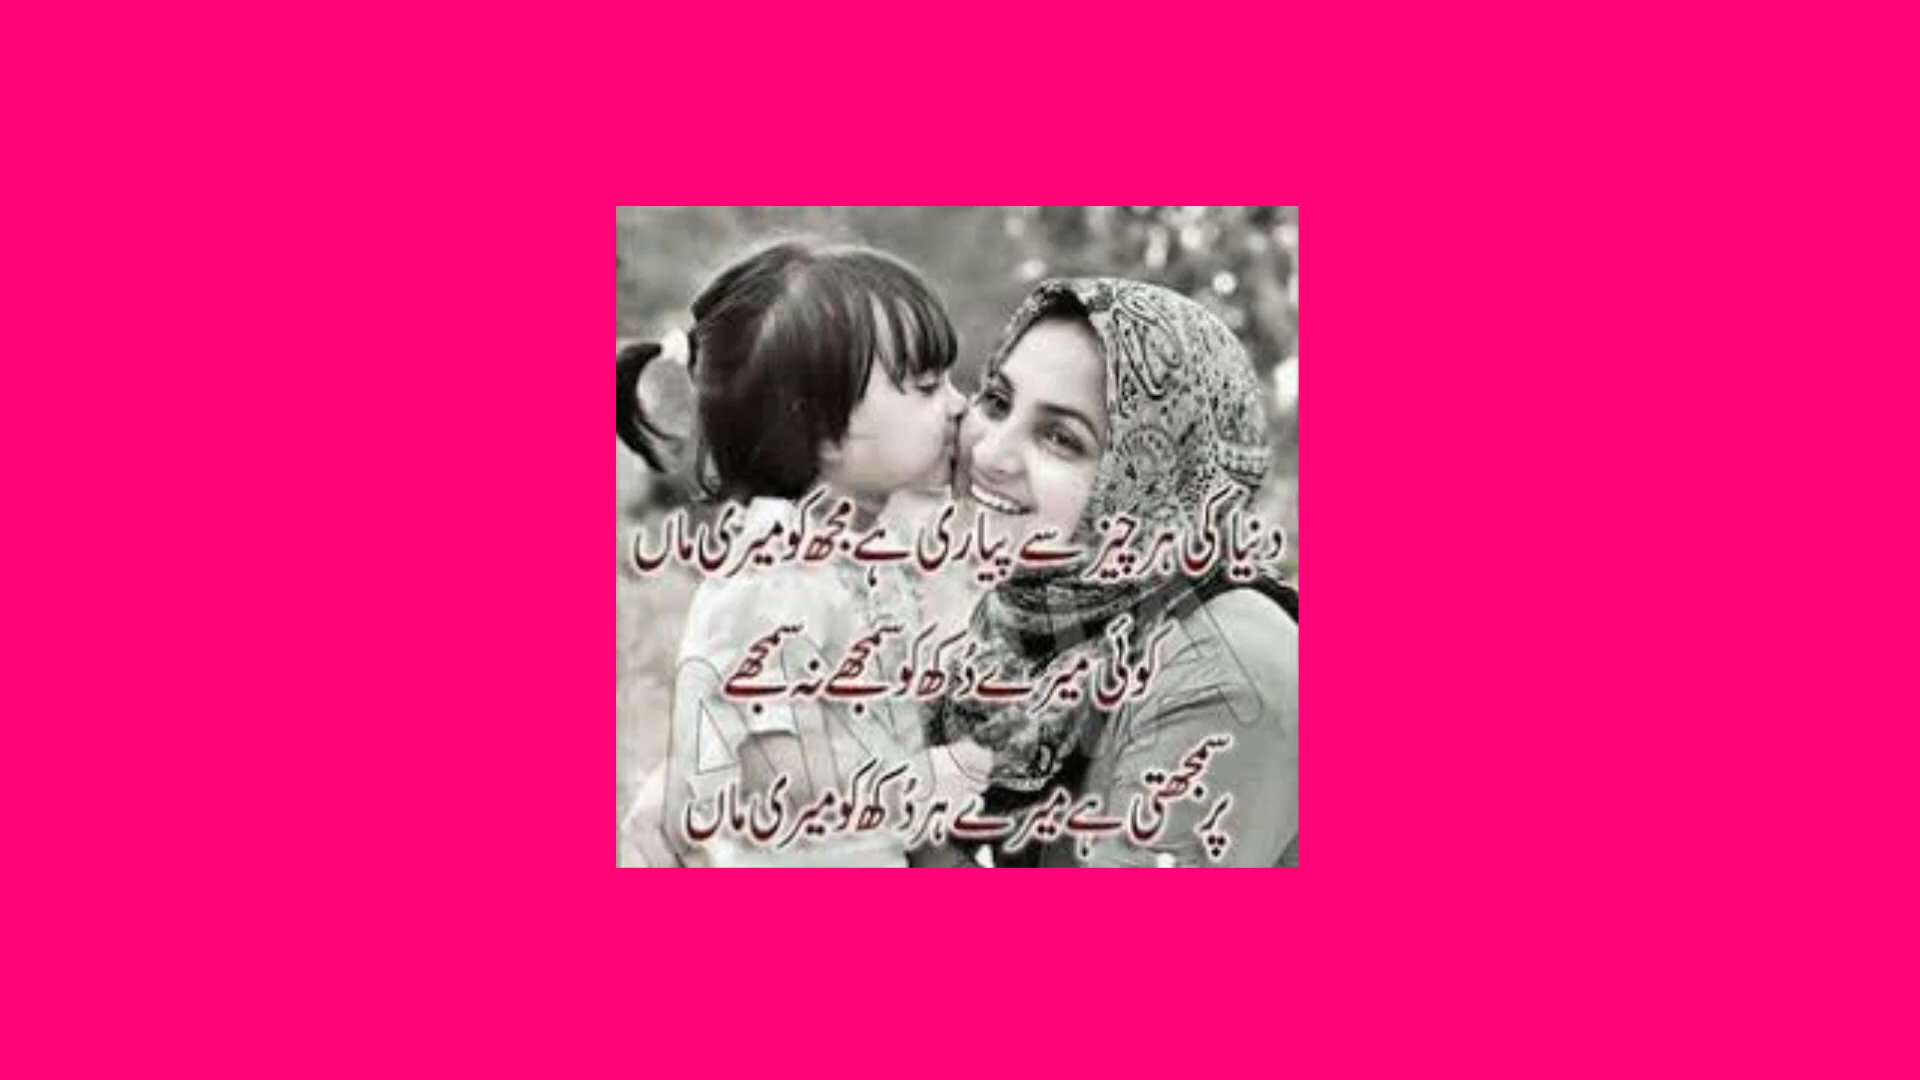 دنیا کی ہر چیز سے پیاری ہے مجھ کو میری ماں
کوئی میرے دُکھ کو سمجھے نہ سمجھے
پر سمجھتی ہے میرے ہر دُکھ کو میری ماں